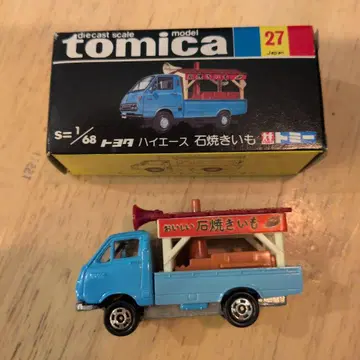 diecast scale model
tomica
27
Japan
S=1/68 トヨタ ハイエース 石焼きいも トミー
おいしい 石焼きいも